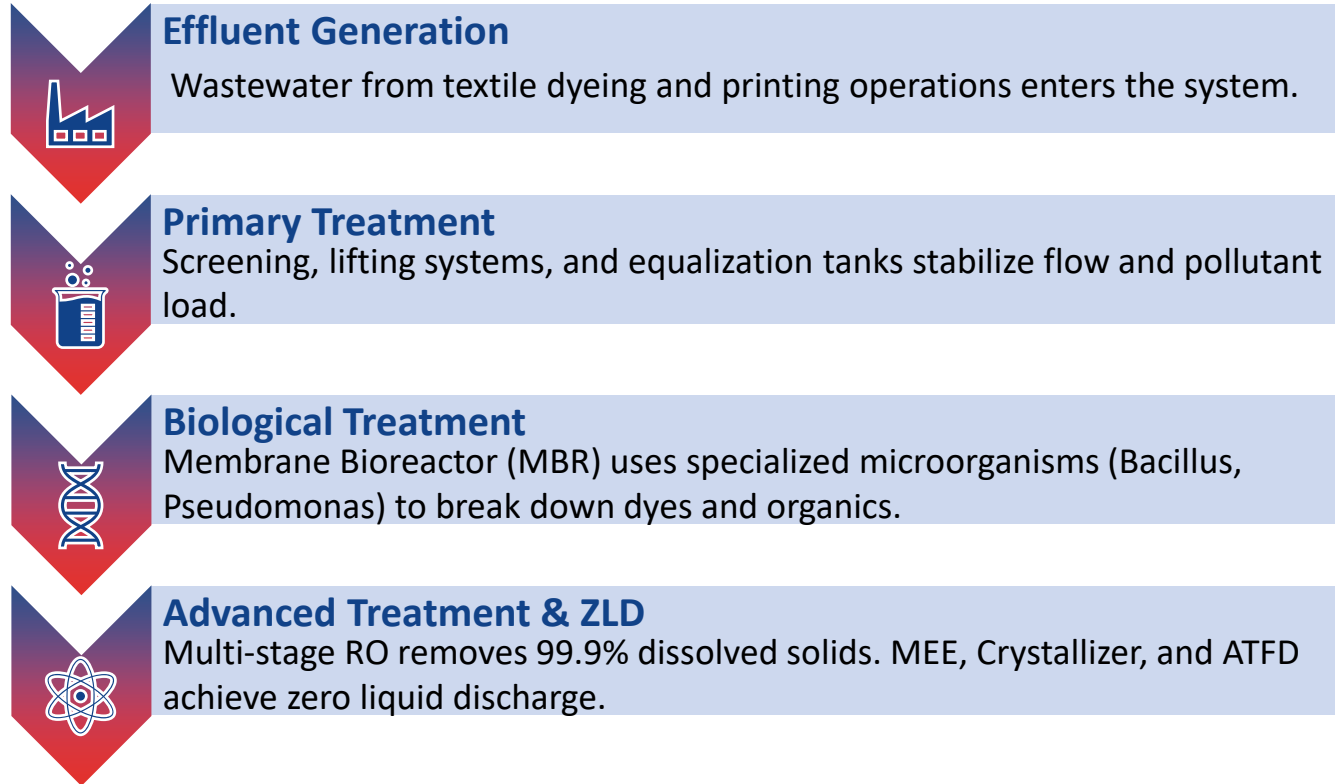 Effluent Generation
Wastewater from textile dyeing and printing operations enters the system.
Primary Treatment
Screening, lifting systems, and equalization tanks stabilize flow and pollutant
load.
Biological Treatment
Membrane Bioreactor (MBR) uses specialized microorganisms (Bacillus,
Pseudomonas) to break down dyes and organics.
Advanced Treatment & ZLD
Multi-stage RO removes 99.9% dissolved solids. MEE, Crystallizer, and ATFD
achieve zero liquid discharge.